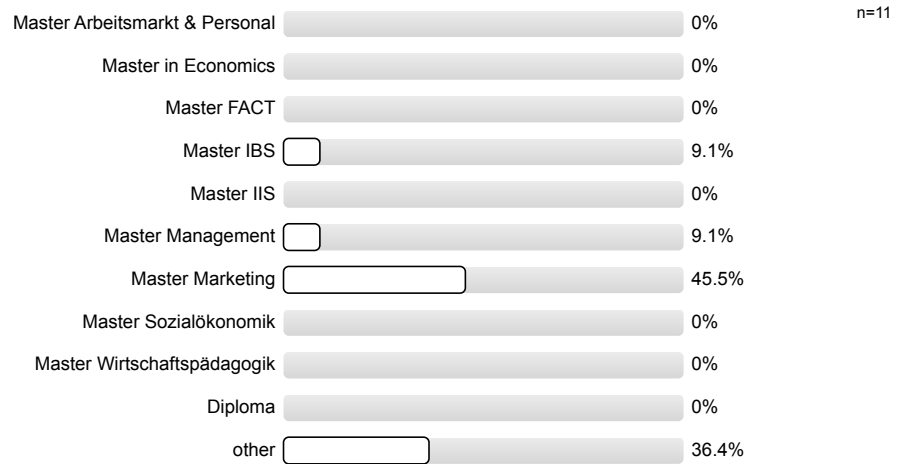 Master Arbeitsmarkt & Personal 0% n=11
Master in Economics 0%
Master FACT 0%
Master IBS 9.1%
Master IIS 0%
Master Management 9.1%
Master Marketing 45.5%
Master Sozialökonomik 0%
Master Wirtschaftspädagogik 0%
Diploma 0%
other 36.4%